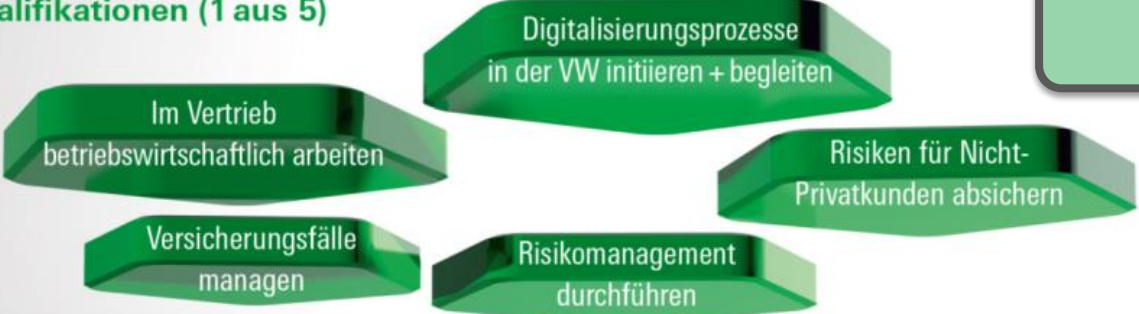 alifikationen (1 aus 5)
Digitalisierungsprozesse
in der VW initiieren + begleiten
Im Vertrieb
betriebswirtschaftlich arbeiten
Risiken für Nicht-
Privatkunden absichern
Versicherungsfälle
managen
Risikomanagement
durchführen